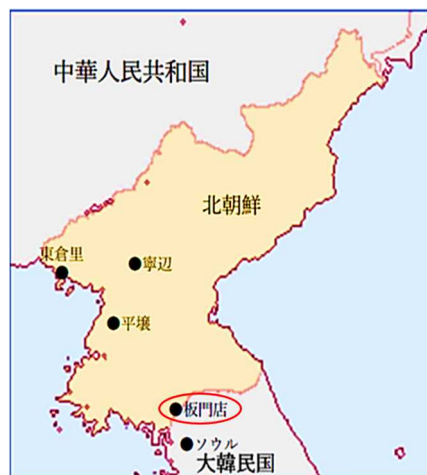 中華人民共和国
北朝鮮
東倉里
寧辺
平壌
板門店
ソウル
大韓民国